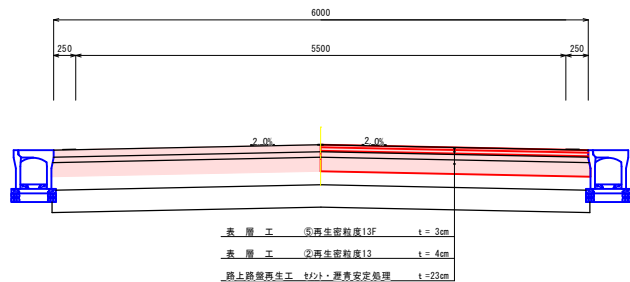 6000
250 5500 250
2.0% 2.0%
表 層 工 ⑤再生密粒度13F t = 3cm
表 層 工 ②再生密粒度13 t = 4cm
路上路盤再生工 ｾﾒﾝﾄ・瀝青安定処理 t =23cm